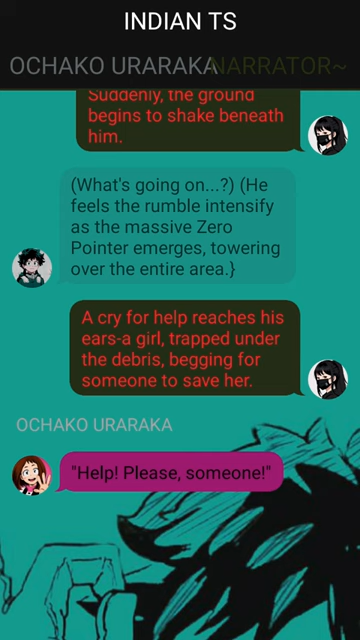 INDIAN TS
OCHAKO URARAKA NARRATOR~
Suddenly, the ground
begins to shake beneath
him.
(What's going on...?) (He
feels the rumble intensify
as the massive Zero
Pointer emerges, towering
over the entire area.}
A cry for help reaches his
ears-a girl, trapped under
the debris, begging for
someone to save her.
OCHAKO URARAKA
"Help! Please, someone!"